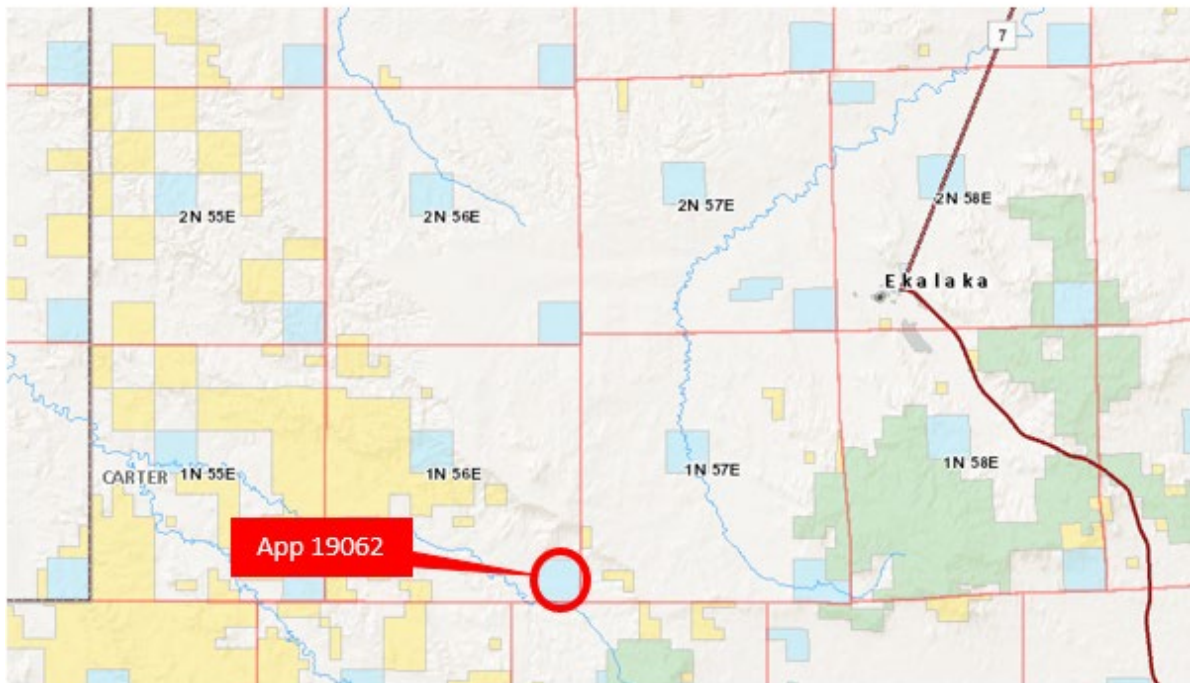 7
2N 55E
2N 56E
2N 57E
2N 58E
Ekalaka
CARTER
1N 55E
1N 56E
1N 57E
1N 58E
App 19062